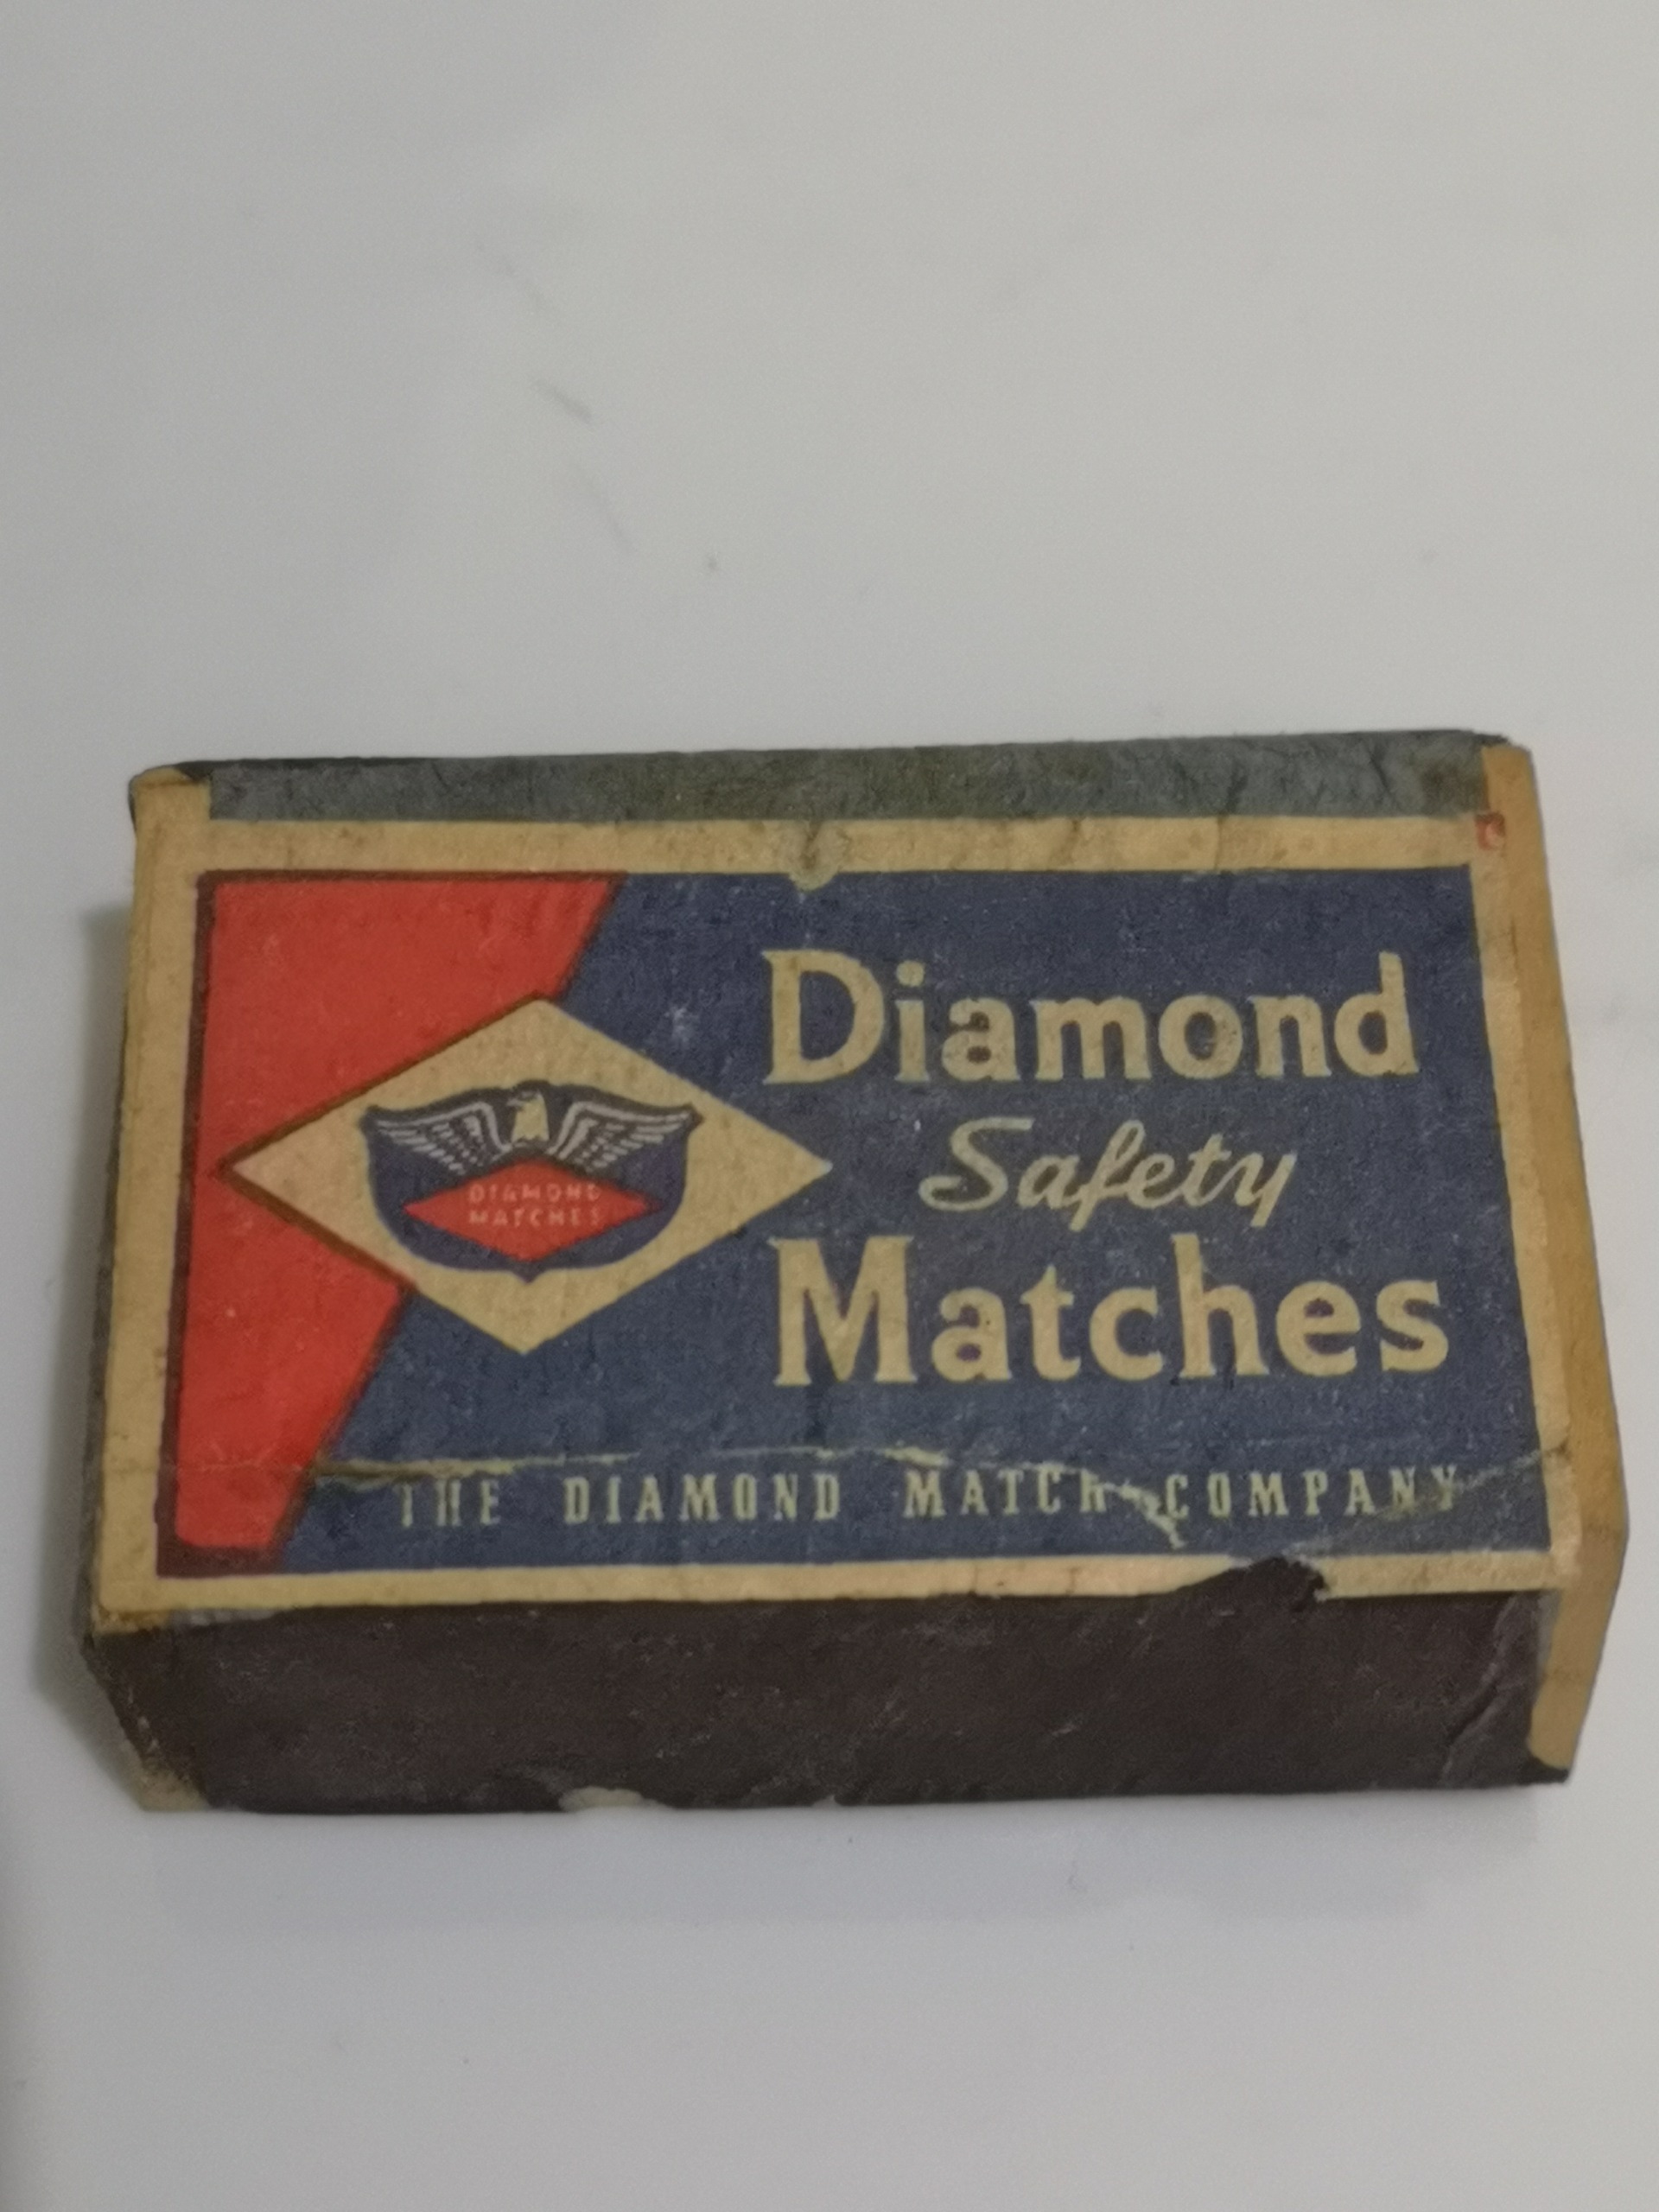 Diamond
Safety
Matches
DIAMOND
MATCHES
THE DIAMOND MATCH COMPANY